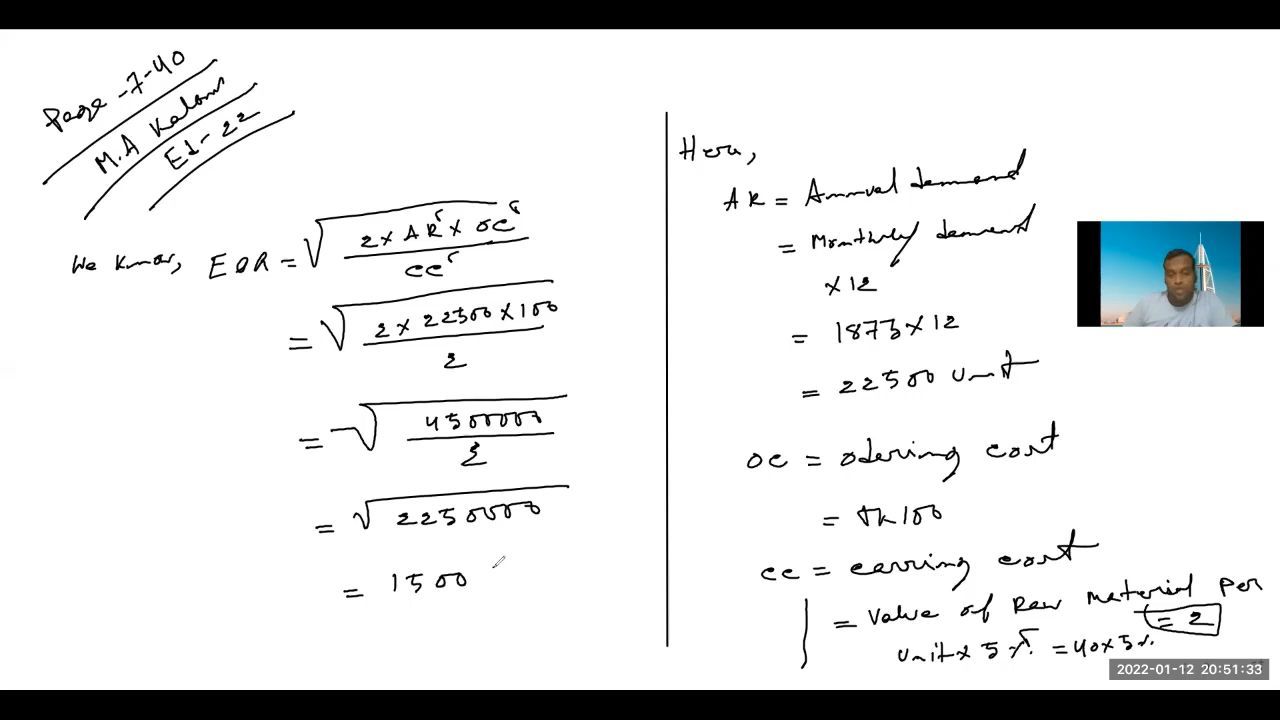 Page-7-40
M.A Kalam
Ed-22
We know, EOQ = √ 2 × AR × OC / CC
= √ 2 × 22500 × 100 / 2
= √ 4500000 / 2
= √ 2250000
= 1500
Here,
AR = Annual demand
= Monthly demand
×12
= 1875×12
= 22500 unit
OC = odering cost
= Tk 100
CC = carring cost
= Value of Raw Material Per
unit × 5%. = 40×5%
= 2
2022-01-12 20:51:33